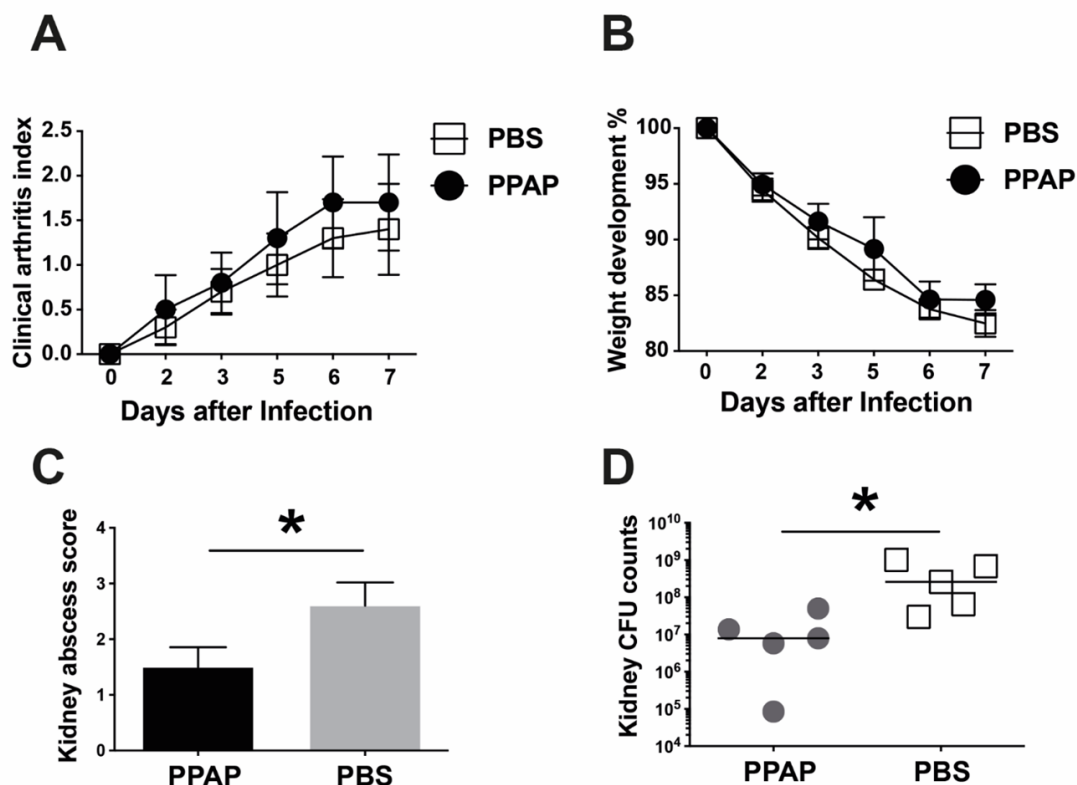 A
Clinical arthritis index
2.5
2.0
1.5
1.0
0.5
0.0
0 2 3 5 6 7
Days after Infection
PBS
PPAP
B
Weight development %
100
95
90
85
80
0 2 3 5 6 7
Days after Infection
PBS
PPAP
C
Kidney abscess score
4
3
2
1
0
*
PPAP PBS
D
Kidney CFU counts
10¹⁰
10⁹
10⁸
10⁷
10⁶
10⁵
10⁴
*
PPAP PBS